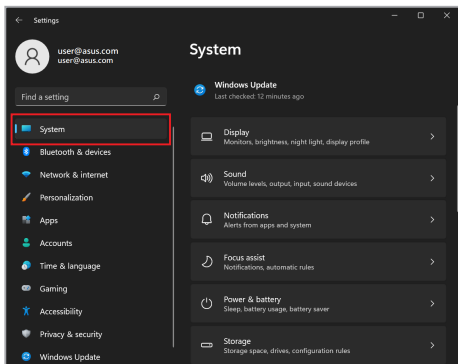 Settings
user@asus.com
user@asus.com
Find a setting
System
Bluetooth & devices
Network & internet
Personalization
Apps
Accounts
Time & language
Gaming
Accessibility
Privacy & security
Windows Update
System
Windows Update
Last checked: 12 minutes ago
Display
Monitors, brightness, night light, display profile
Sound
Volume levels, output, input, sound devices
Notifications
Alerts from apps and system
Focus assist
Notifications, automatic rules
Power & battery
Sleep, battery usage, battery saver
Storage
Storage space, drives, configuration rules